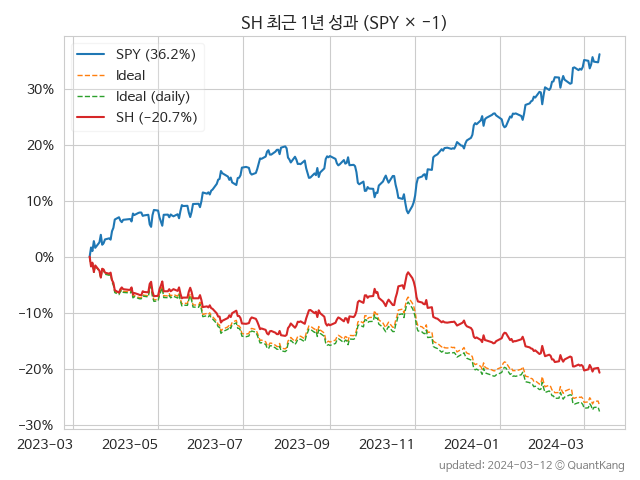 SH 최근 1년 성과 (SPY × −1)
SPY (36.2%)
Ideal
Ideal (daily)
SH (−20.7%)
30%
20%
10%
0%
−10%
−20%
−30%
2023-03 2023-05 2023-07 2023-09 2023-11 2024-01 2024-03
updated: 2024-03-12 © QuantKang